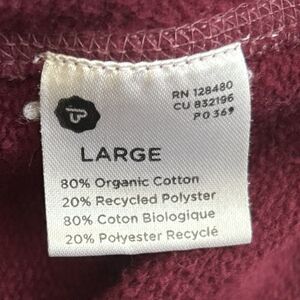 RN 128480
CU 832196
PO 369
UP
LARGE
80% Organic Cotton
20% Recycled Polyster
80% Coton Biologique
20% Polyester Recyclé